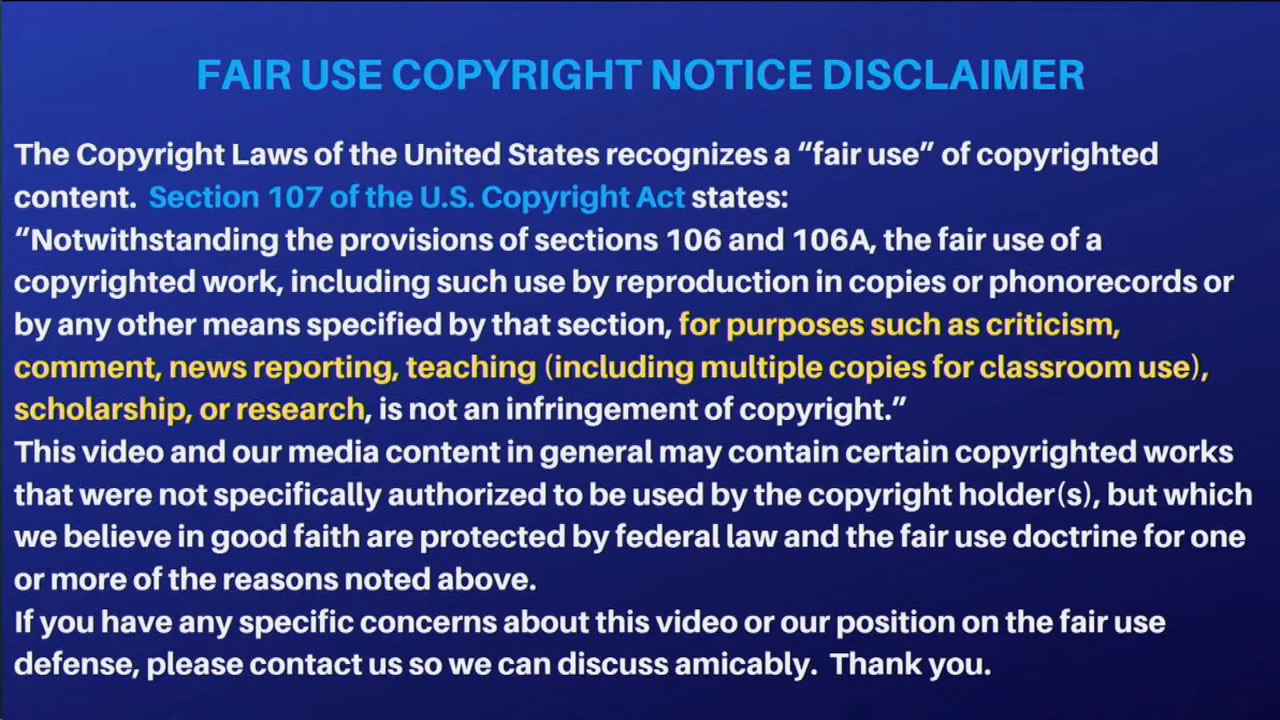 FAIR USE COPYRIGHT NOTICE DISCLAIMER
The Copyright Laws of the United States recognizes a “fair use” of copyrighted
content.  Section 107 of the U.S. Copyright Act states:
“Notwithstanding the provisions of sections 106 and 106A, the fair use of a
copyrighted work, including such use by reproduction in copies or phonorecords or
by any other means specified by that section, for purposes such as criticism,
comment, news reporting, teaching (including multiple copies for classroom use),
scholarship, or research, is not an infringement of copyright.”
This video and our media content in general may contain certain copyrighted works
that were not specifically authorized to be used by the copyright holder(s), but which
we believe in good faith are protected by federal law and the fair use doctrine for one
or more of the reasons noted above.
If you have any specific concerns about this video or our position on the fair use
defense, please contact us so we can discuss amicably.  Thank you.